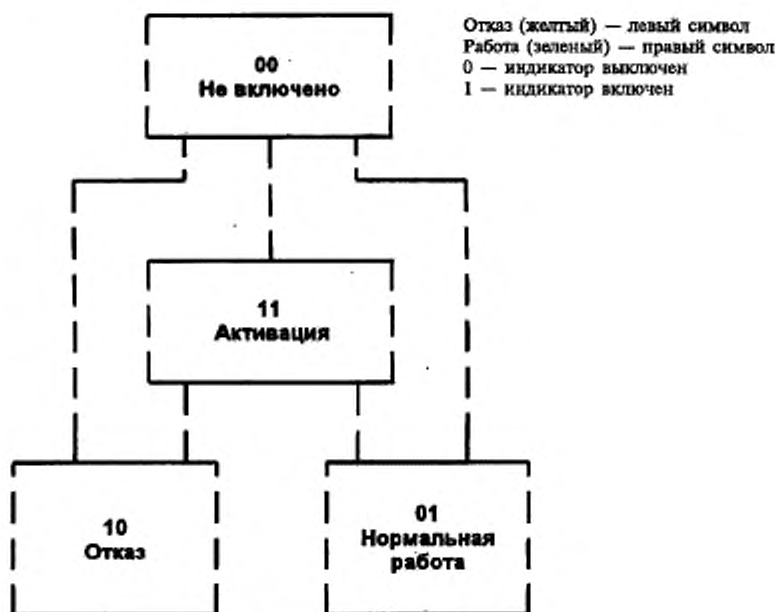 Отказ (желтый) — левый символ
Работа (зеленый) — правый символ
0 — индикатор выключен
1 — индикатор включен
00
Не включено
11
Активация
10
Отказ
01
Нормальная
работа